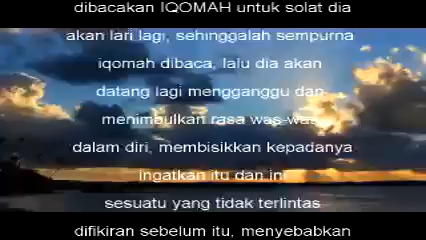 dibacakan IQOMAH untuk solat dia
akan lari lagi, sehinggalah sempurna
iqomah dibaca, lalu dia akan
datang lagi mengganggu dan
menimbulkan rasa was-was
dalam diri, membisikkan kepadanya
ingatkan itu dan ini
sesuatu yang tidak terlintas
difikiran sebelum itu, menyebabkan